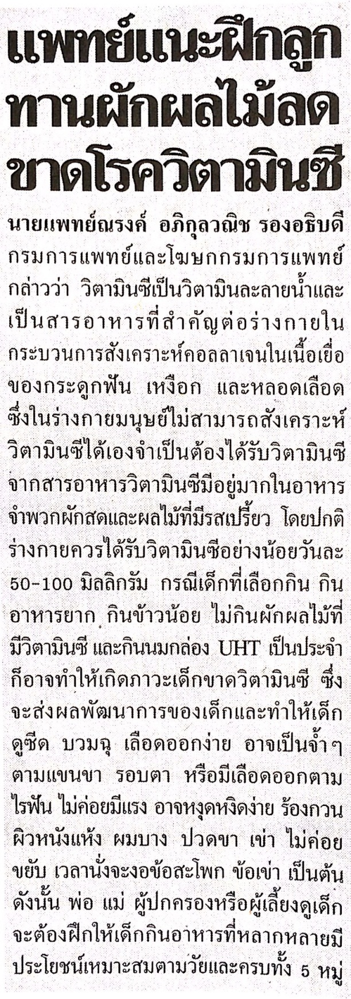 แพทย์แนะฝึกลูก
ทานผักผลไม้ลด
ขาดโรควิตามินซี
นายแพทย์ณรงค์ อภิกุลวณิช รองอธิบดี
กรมการแพทย์และโฆษกกรมการแพทย์
กล่าวว่า วิตามินซีเป็นวิตามินละลายน้ำและ
เป็นสารอาหารที่สำคัญต่อร่างกายใน
กระบวนการสังเคราะห์คอลลาเจนในเนื้อเยื่อ
ของกระดูกฟัน เหงือก และหลอดเลือด
ซึ่งในร่างกายมนุษย์ไม่สามารถสังเคราะห์
วิตามินซีได้เองจำเป็นต้องได้รับวิตามินซี
จากสารอาหารวิตามินซีมีอยู่มากในอาหาร
จำพวกผักสดและผลไม้ที่มีรสเปรี้ยว โดยปกติ
ร่างกายควรได้รับวิตามินซีอย่างน้อยวันละ
50-100 มิลลิกรัม กรณีเด็กที่เลือกกิน กิน
อาหารยาก กินข้าวน้อย ไม่กินผักผลไม้ที่
มีวิตามินซี และกินนมกล่อง UHT เป็นประจำ
ก็อาจทำให้เกิดภาวะเด็กขาดวิตามินซี ซึ่ง
จะส่งผลพัฒนาการของเด็กและทำให้เด็ก
ดูซีด บวมฉุ เลือดออกง่าย อาจเป็นจ้ำๆ
ตามแขนขา รอบตา หรือมีเลือดออกตาม
ไรฟัน ไม่ค่อยมีแรง อาจหงุดหงิดง่าย ร้องกวน
ผิวหนังแห้ง ผมบาง ปวดขา เข่า ไม่ค่อย
ขยับ เวลานั่งจะงอข้อสะโพก ข้อเข่า เป็นต้น
ดังนั้น พ่อ แม่ ผู้ปกครองหรือผู้เลี้ยงดูเด็ก
จะต้องฝึกให้เด็กกินอาหารที่หลากหลายมี
ประโยชน์เหมาะสมตามวัยและครบทั้ง 5 หมู่